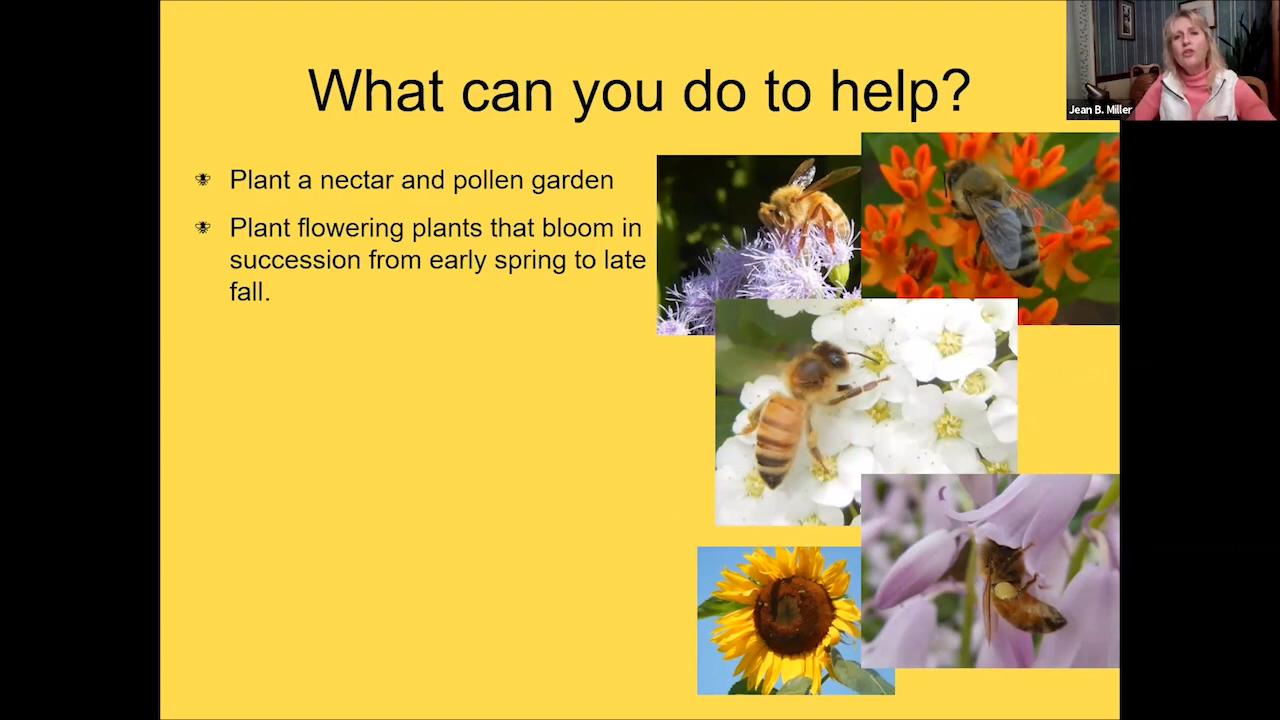 Jean B. Miller
What can you do to help?
Plant a nectar and pollen garden
Plant flowering plants that bloom in
succession from early spring to late
fall.